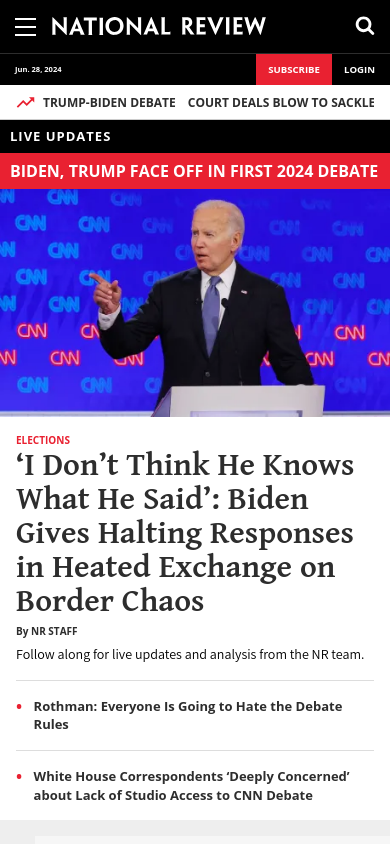 NATIONAL REVIEW
Jun. 28, 2024
SUBSCRIBE
LOGIN
TRUMP-BIDEN DEBATE COURT DEALS BLOW TO SACKLE
LIVE UPDATES
BIDEN, TRUMP FACE OFF IN FIRST 2024 DEBATE
CNN CNN CNN CNN
CNN CNN CNN CNN
ELECTIONS
‘I Don’t Think He Knows
What He Said’: Biden
Gives Halting Responses
in Heated Exchange on
Border Chaos
By NR STAFF
Follow along for live updates and analysis from the NR team.
• Rothman: Everyone Is Going to Hate the Debate
Rules
• White House Correspondents ‘Deeply Concerned’
about Lack of Studio Access to CNN Debate